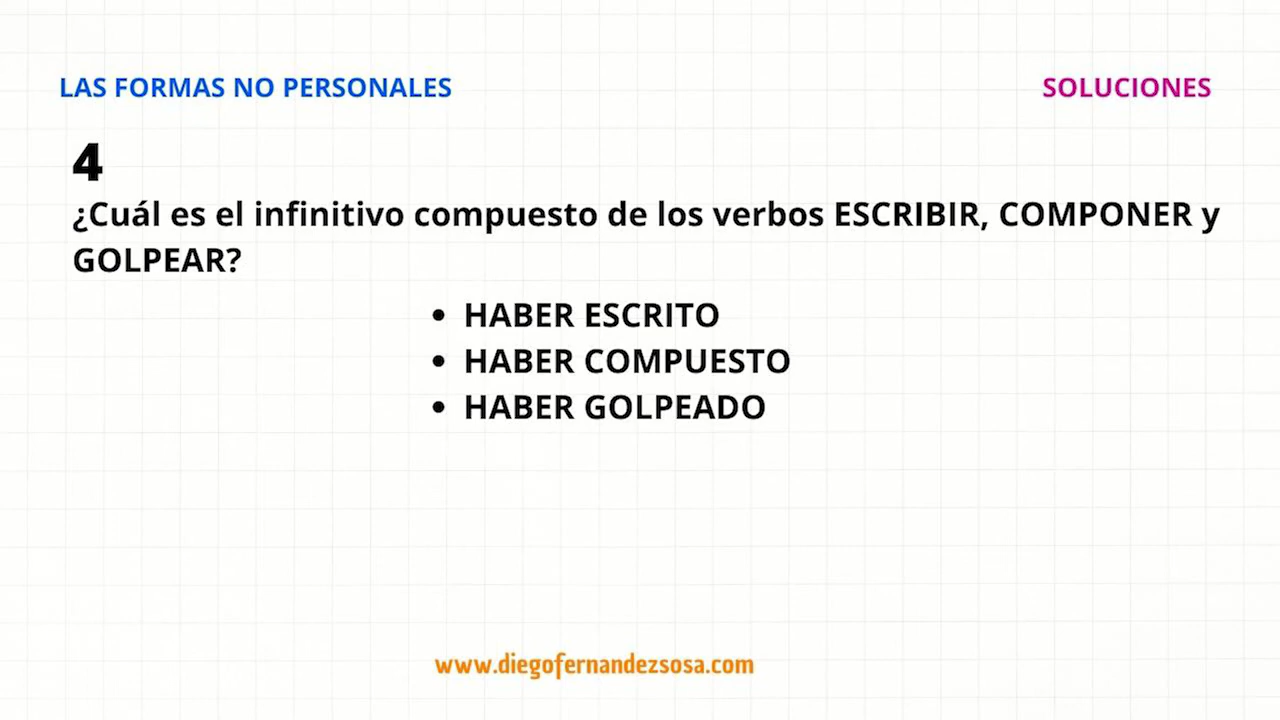 LAS FORMAS NO PERSONALES
SOLUCIONES
4
¿Cuál es el infinitivo compuesto de los verbos ESCRIBIR, COMPONER y
GOLPEAR?
• HABER ESCRITO
• HABER COMPUESTO
• HABER GOLPEADO
www.diegofernandezsosa.com